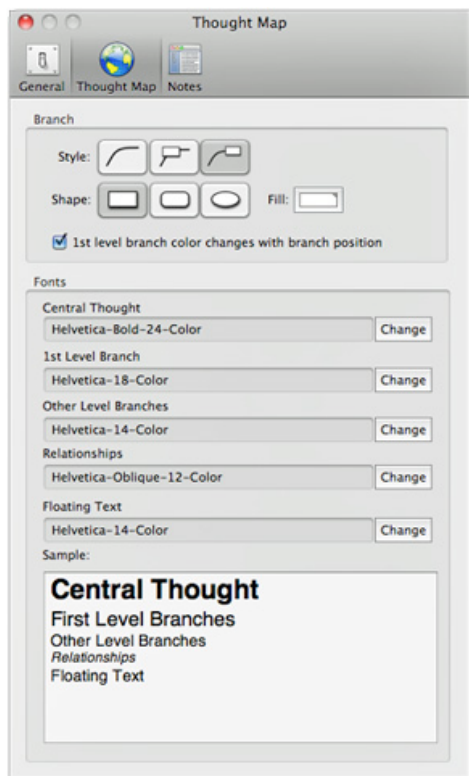 Thought Map
General Thought Map Notes
Branch
Style:
Shape: Fill:
1st level branch color changes with branch position
Fonts
Central Thought
Helvetica-Bold-24-Color Change
1st Level Branch
Helvetica-18-Color Change
Other Level Branches
Helvetica-14-Color Change
Relationships
Helvetica-Oblique-12-Color Change
Floating Text
Helvetica-14-Color Change
Sample:
Central Thought
First Level Branches
Other Level Branches
Relationships
Floating Text